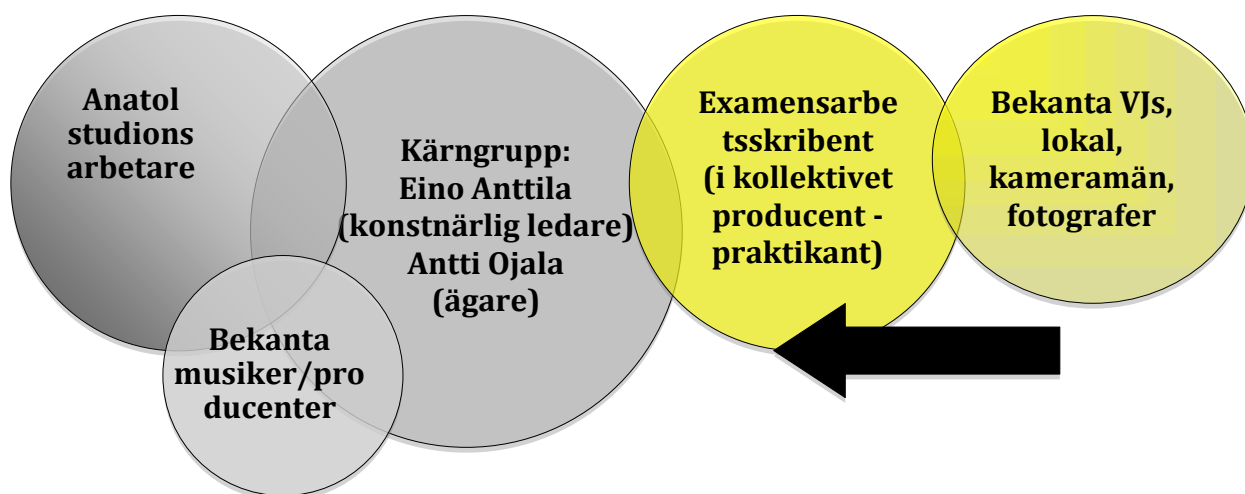 Anatol
studions
arbetare
Kärngrupp:
Eino Anttila
(konstnärlig ledare)
Antti Ojala
(ägare)
Bekanta
musiker/pro
ducenter
Examensarbe
tsskribent
(i kollektivet
producent -
praktikant)
Bekanta VJs,
lokal,
kameramän,
fotografer